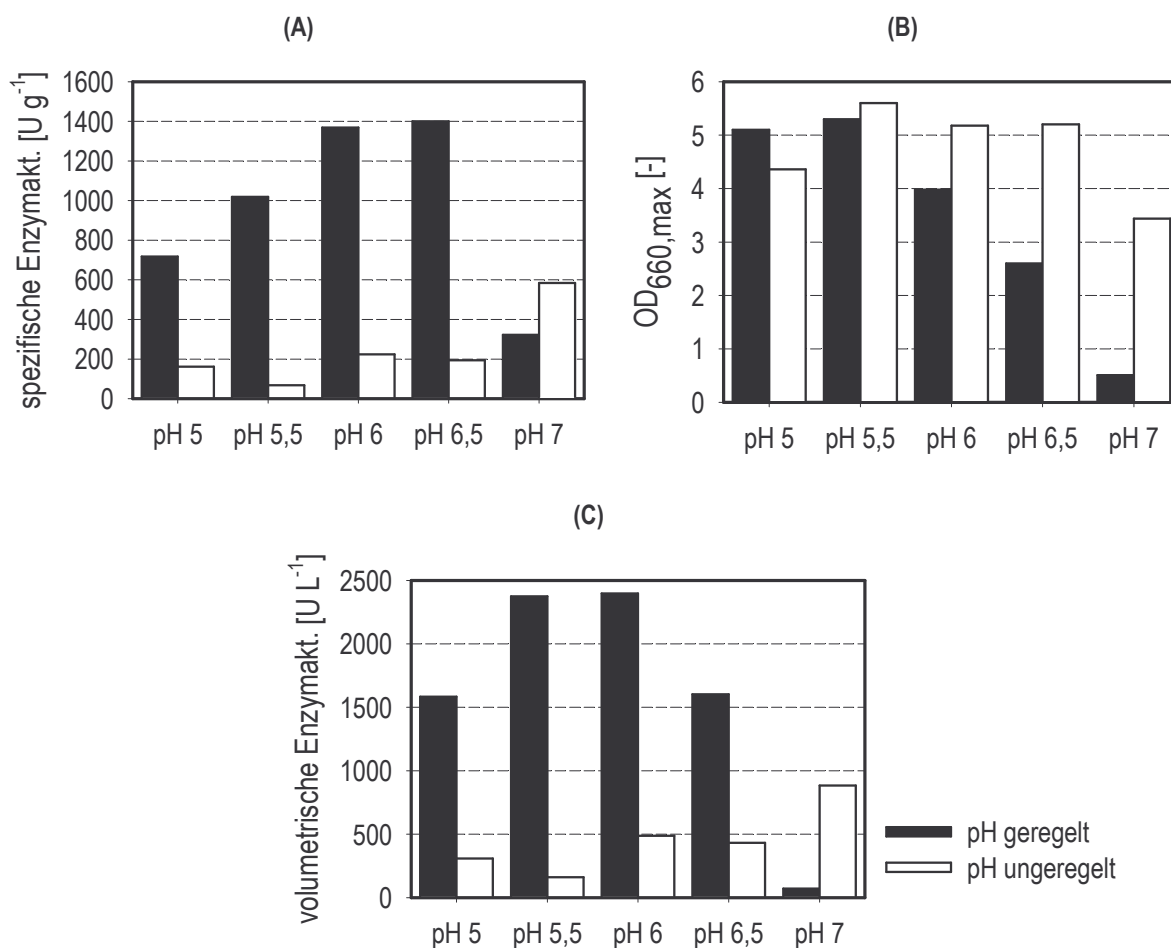 (A)
spezifische Enzymakt. [U g-1]
1600
1400
1200
1000
800
600
400
200
0
pH 5 pH 5,5 pH 6 pH 6,5 pH 7
(B)
OD660,max [-]
6
5
4
3
2
1
0
pH 5 pH 5,5 pH 6 pH 6,5 pH 7
(C)
volumetrische Enzymakt. [U L-1]
2500
2000
1500
1000
500
0
pH 5 pH 5,5 pH 6 pH 6,5 pH 7
pH geregelt
pH ungeregelt